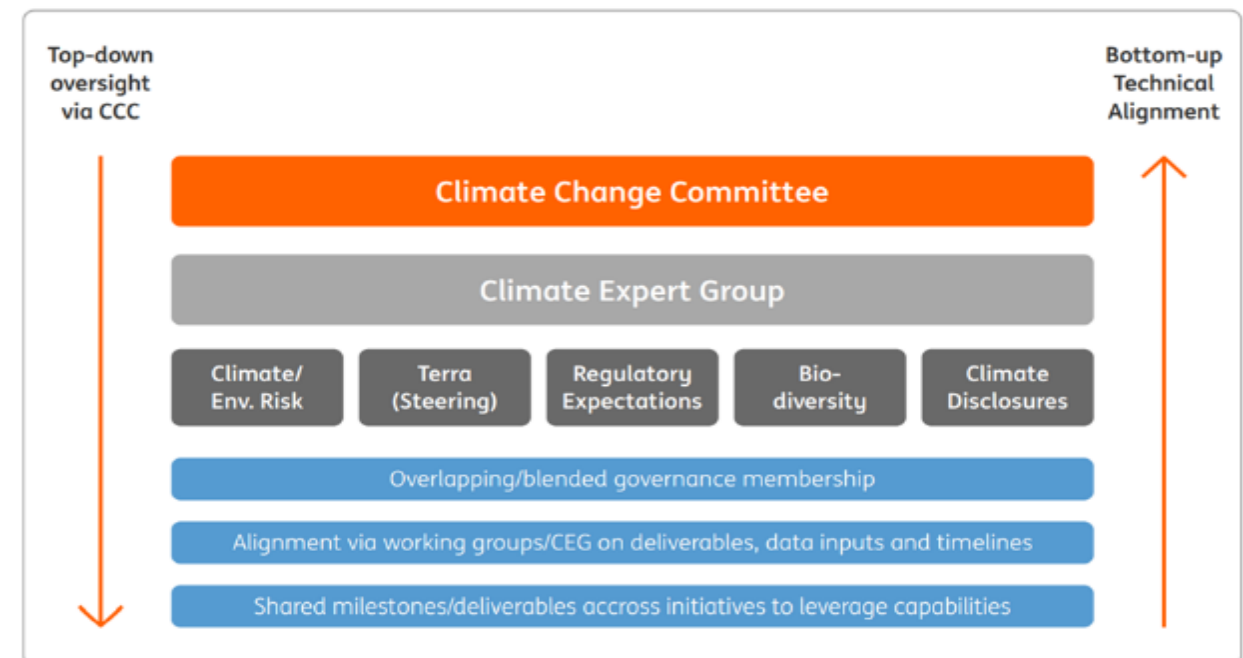 Top-down
oversight
via CCC
Bottom-up
Technical
Alignment
Climate Change Committee
Climate Expert Group
Climate/
Env. Risk
Terra
(Steering)
Regulatory
Expectations
Bio-
diversity
Climate
Disclosures
Overlapping/blended governance membership
Alignment via working groups/CEG on deliverables, data inputs and timelines
Shared milestones/deliverables accross initiatives to leverage capabilities